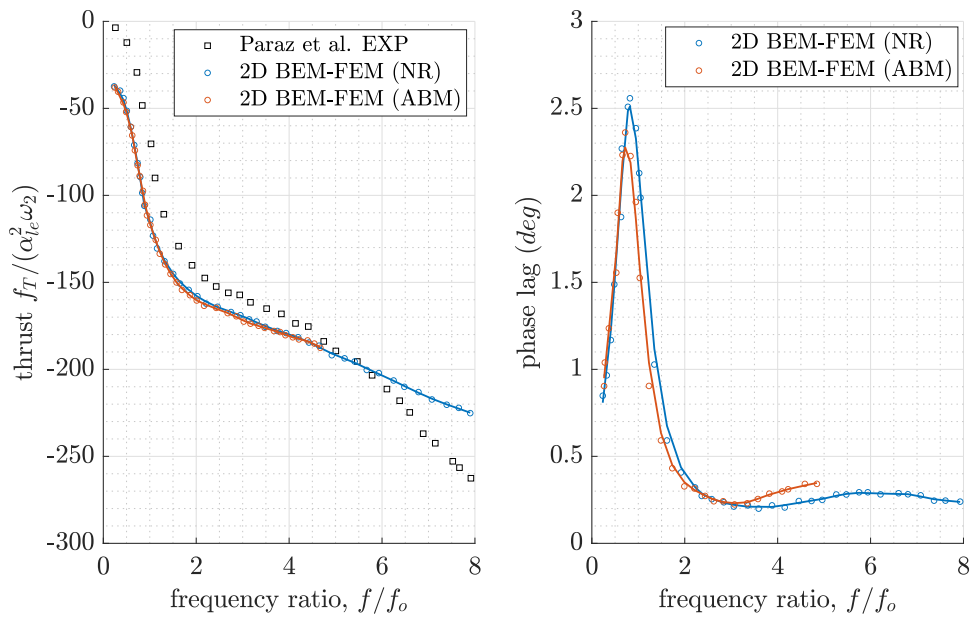 0
-50
-100
-150
-200
-250
-300
0 2 4 6 8
thrust f_T/(α²_{le}ω₂)
frequency ratio, f/f_o
Paraz et al. EXP
2D BEM-FEM (NR)
2D BEM-FEM (ABM)
3
2.5
2
1.5
1
0.5
0
0 2 4 6 8
phase lag (deg)
frequency ratio, f/f_o
2D BEM-FEM (NR)
2D BEM-FEM (ABM)